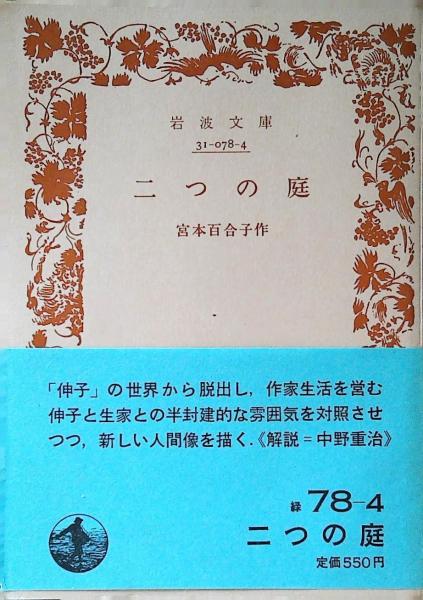 岩波文庫
31-078-4
二つの庭
宮本百合子作
「伸子」の世界から脱出し，作家生活を営む
伸子と生家との半封建的な雰囲気を対照させ
つつ，新しい人間像を描く．《解説＝中野重治》
緑 78-4
二つの庭
定価550円